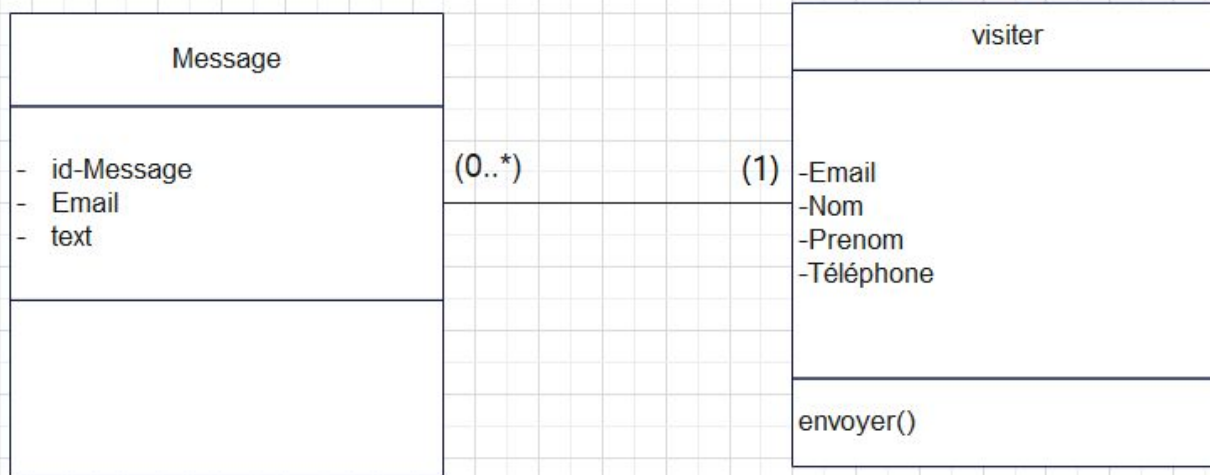 Message
- id-Message
- Email
- text
(0..*)
(1)
visiter
-Email
-Nom
-Prenom
-Téléphone
envoyer()